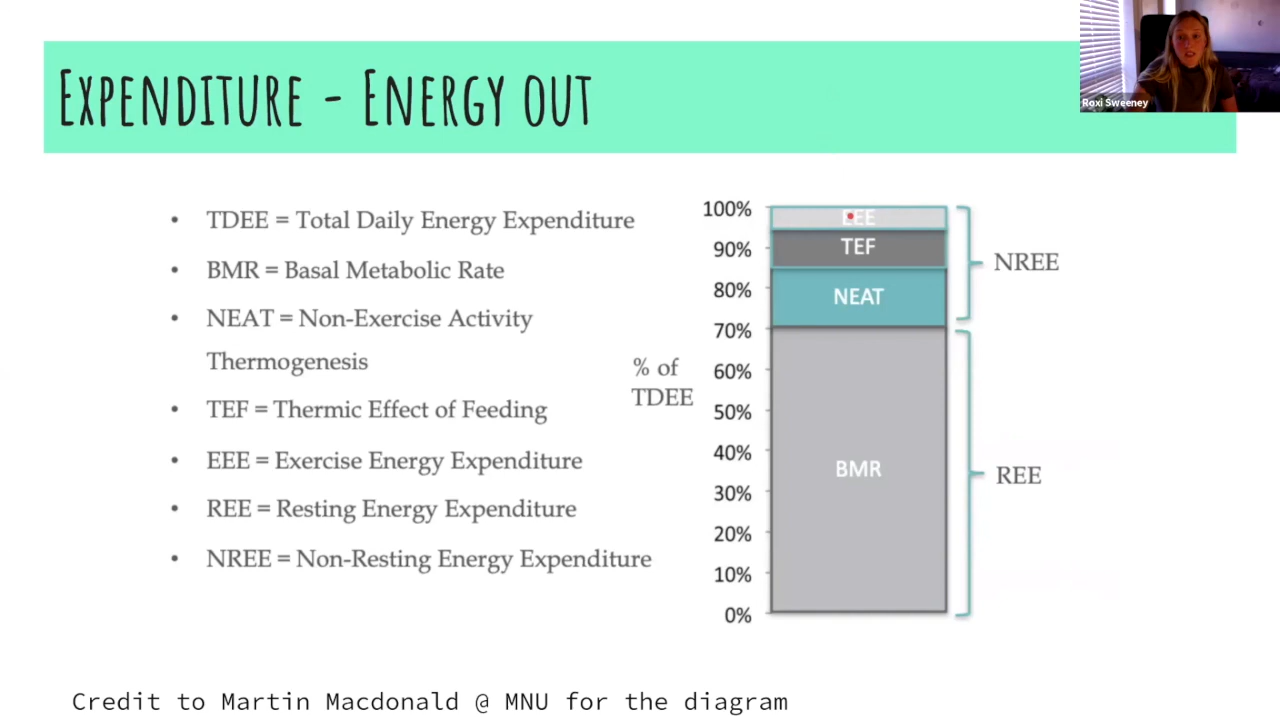 Expenditure - Energy out
Roxi Sweeney
• TDEE = Total Daily Energy Expenditure
• BMR = Basal Metabolic Rate
• NEAT = Non-Exercise Activity
Thermogenesis
• TEF = Thermic Effect of Feeding
• EEE = Exercise Energy Expenditure
• REE = Resting Energy Expenditure
• NREE = Non-Resting Energy Expenditure
% of
TDEE
100%
90%
80%
70%
60%
50%
40%
30%
20%
10%
0%
EEE
TEF
NEAT
BMR
NREE
REE
Credit to Martin Macdonald @ MNU for the diagram